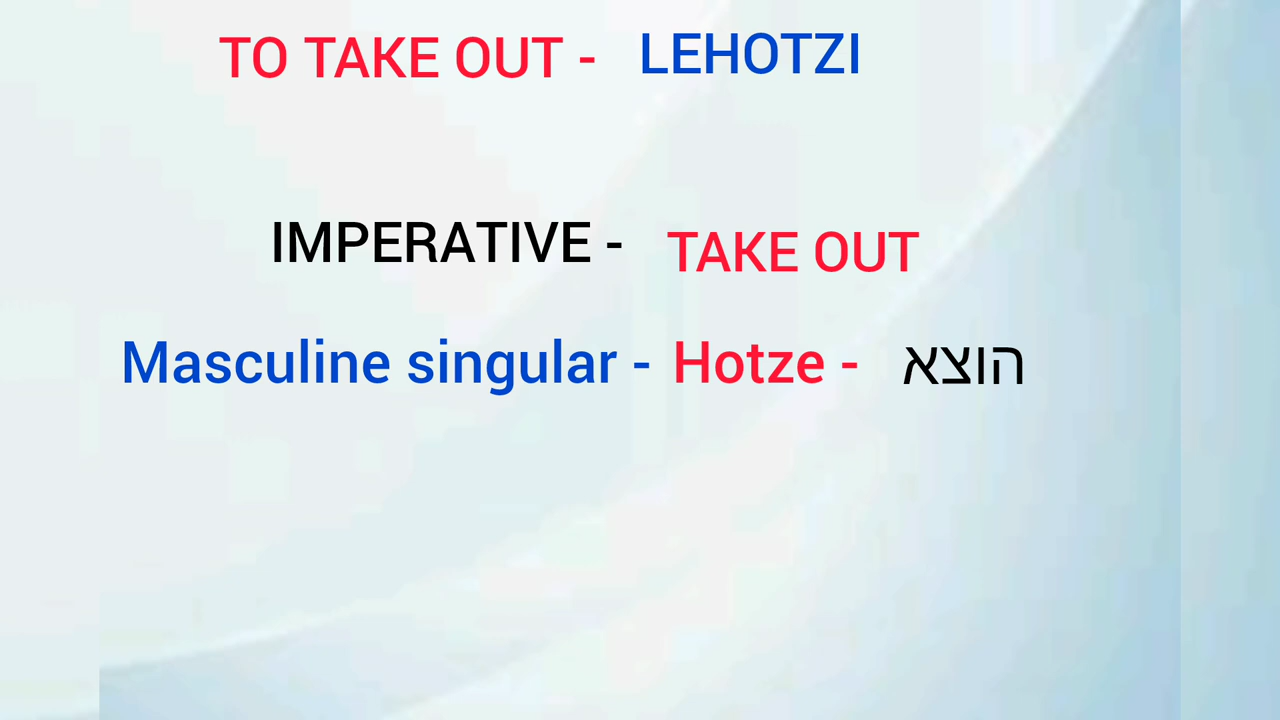 TO TAKE OUT - LEHOTZI
IMPERATIVE - TAKE OUT
Masculine singular - Hotze - הוצא